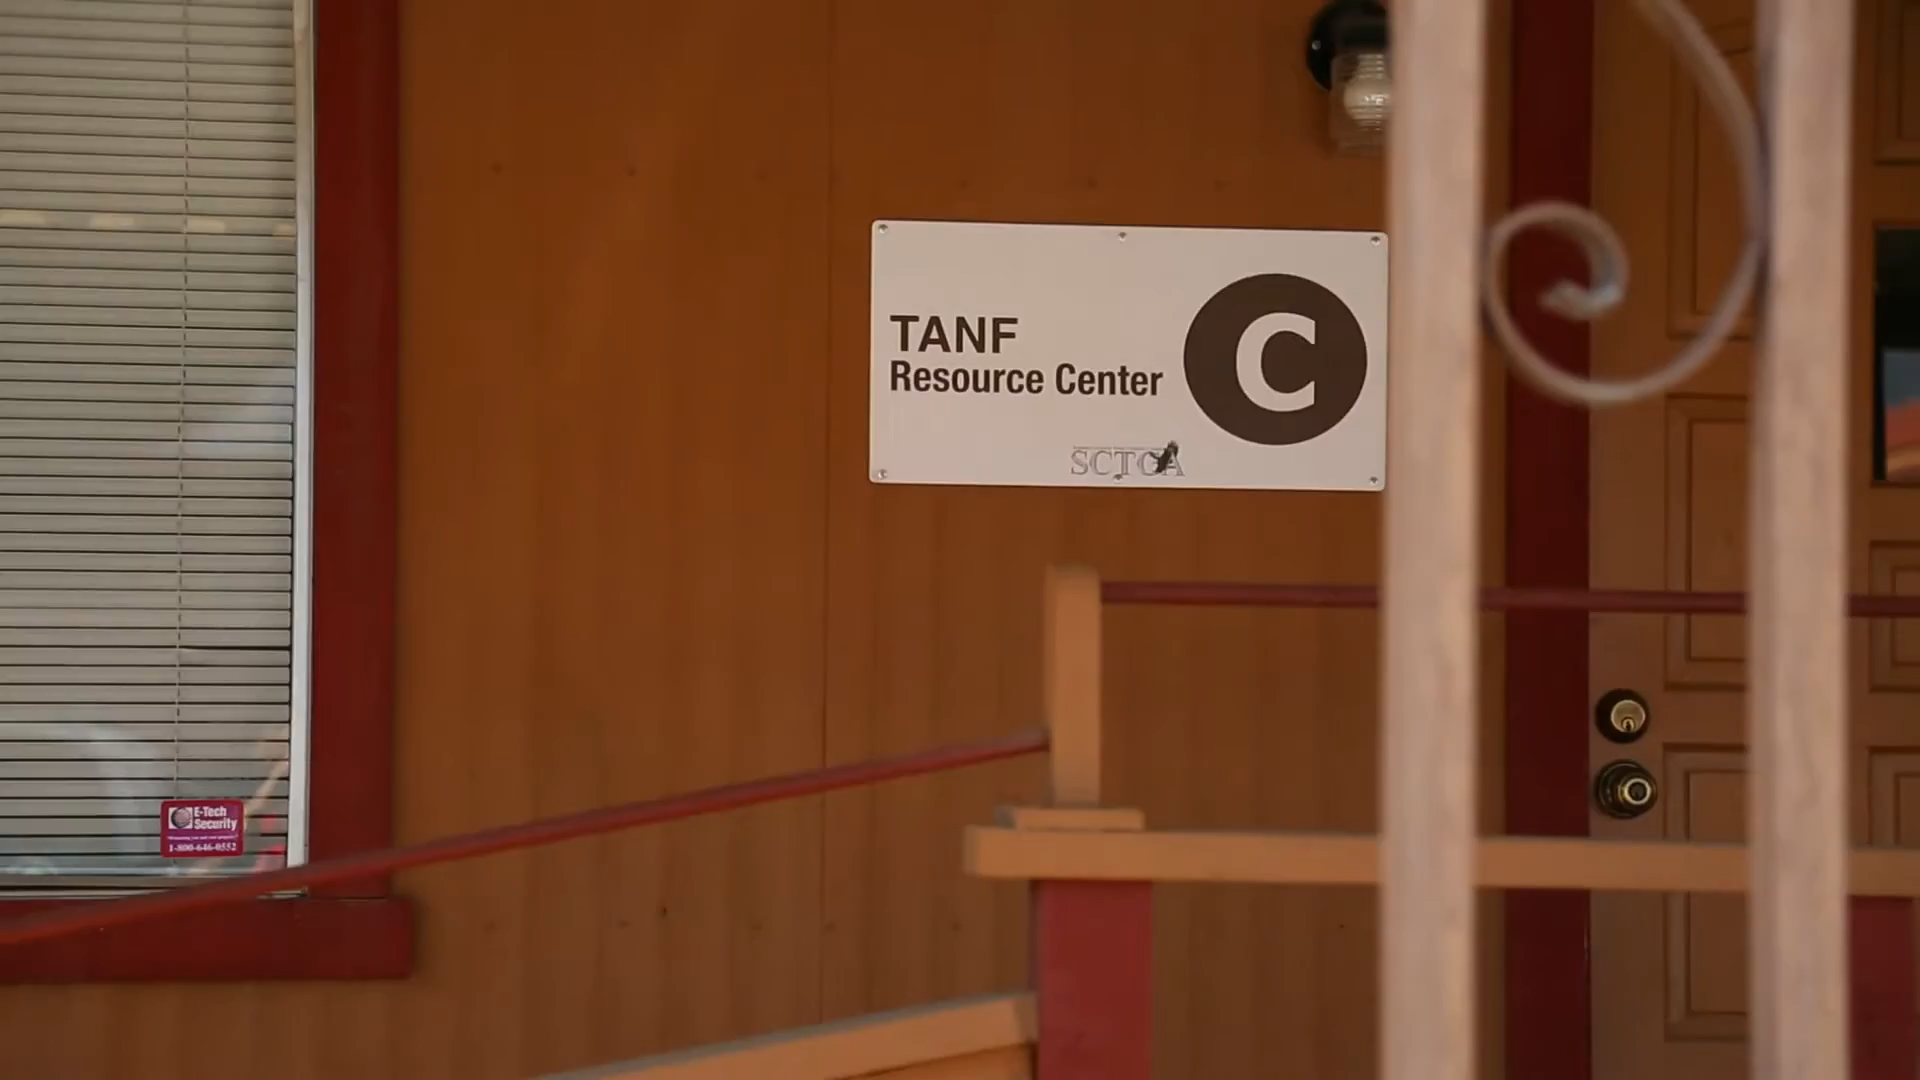 TANF
Resource Center
C
SCTCA
E-Tech
Security
1-800-646-0552